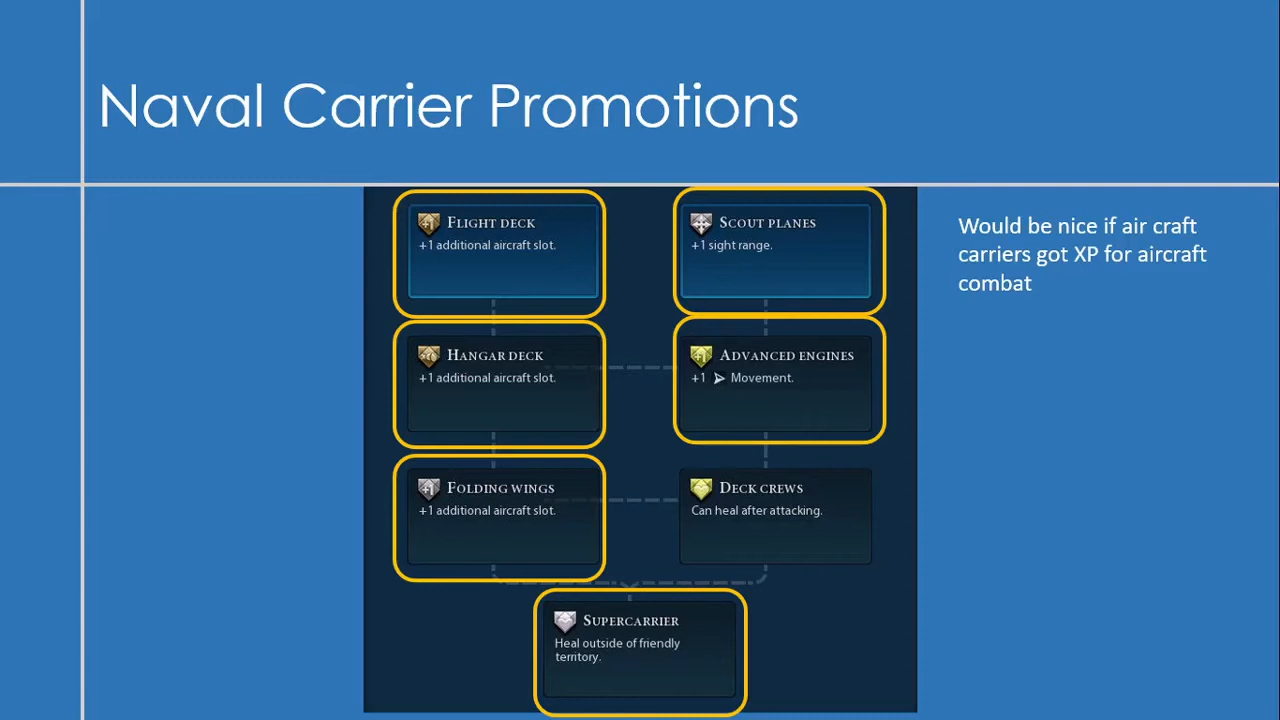 Naval Carrier Promotions
FLIGHT DECK
+1 additional aircraft slot.
SCOUT PLANES
+1 sight range.
Would be nice if air craft
carriers got XP for aircraft
combat
HANGAR DECK
+1 additional aircraft slot.
ADVANCED ENGINES
+1 Movement.
FOLDING WINGS
+1 additional aircraft slot.
DECK CREWS
Can heal after attacking.
SUPERCARRIER
Heal outside of friendly
territory.